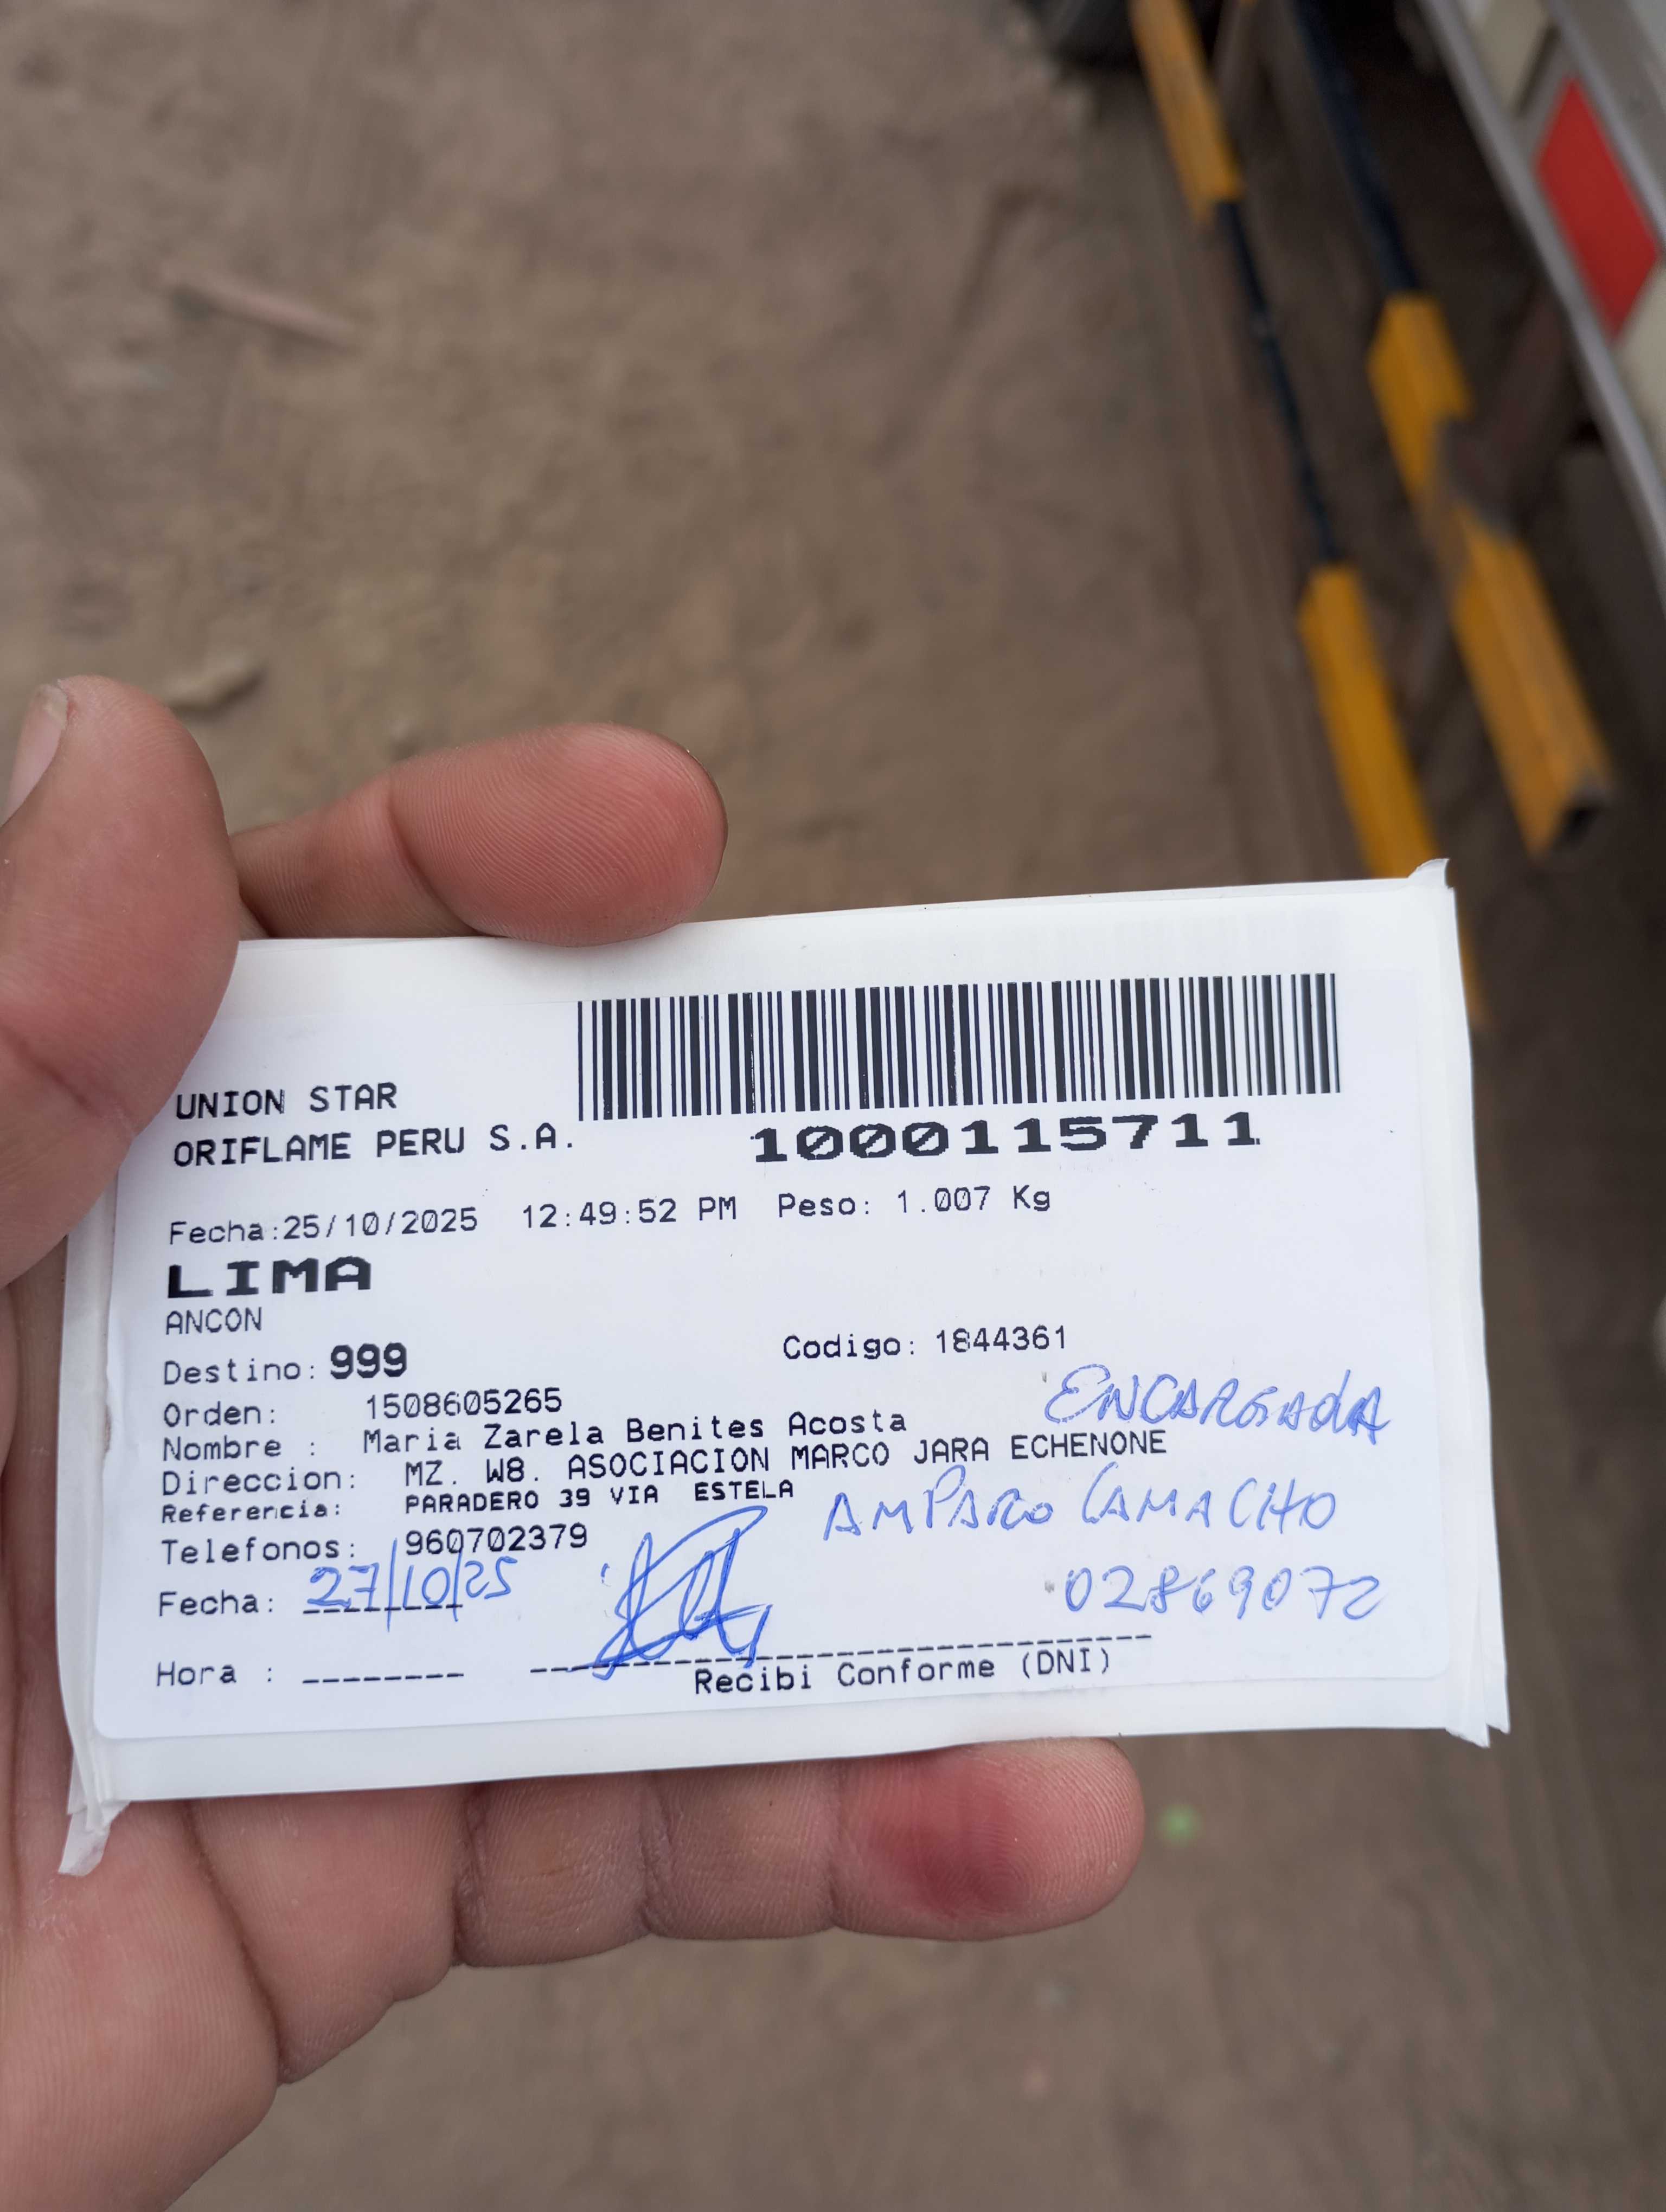 UNION STAR
ORIFLAME PERU S.A.
1000115711
Fecha:25/10/2025 12:49:52 PM Peso: 1.007 Kg
LIMA
ANCON
Destino: 999 Codigo: 1844361
Orden: 1508605265
ENCARGADA
Nombre : Maria Zarela Benites Acosta
Direccion: MZ. W8. ASOCIACION MARCO JARA ECHENONE
Referencia: PARADERO 39 VIA ESTELA
AMPARO CAMACHO
Telefonos: 960702379
Fecha: 27/10/25
02869072
Hora : --------
Recibi Conforme (DNI)